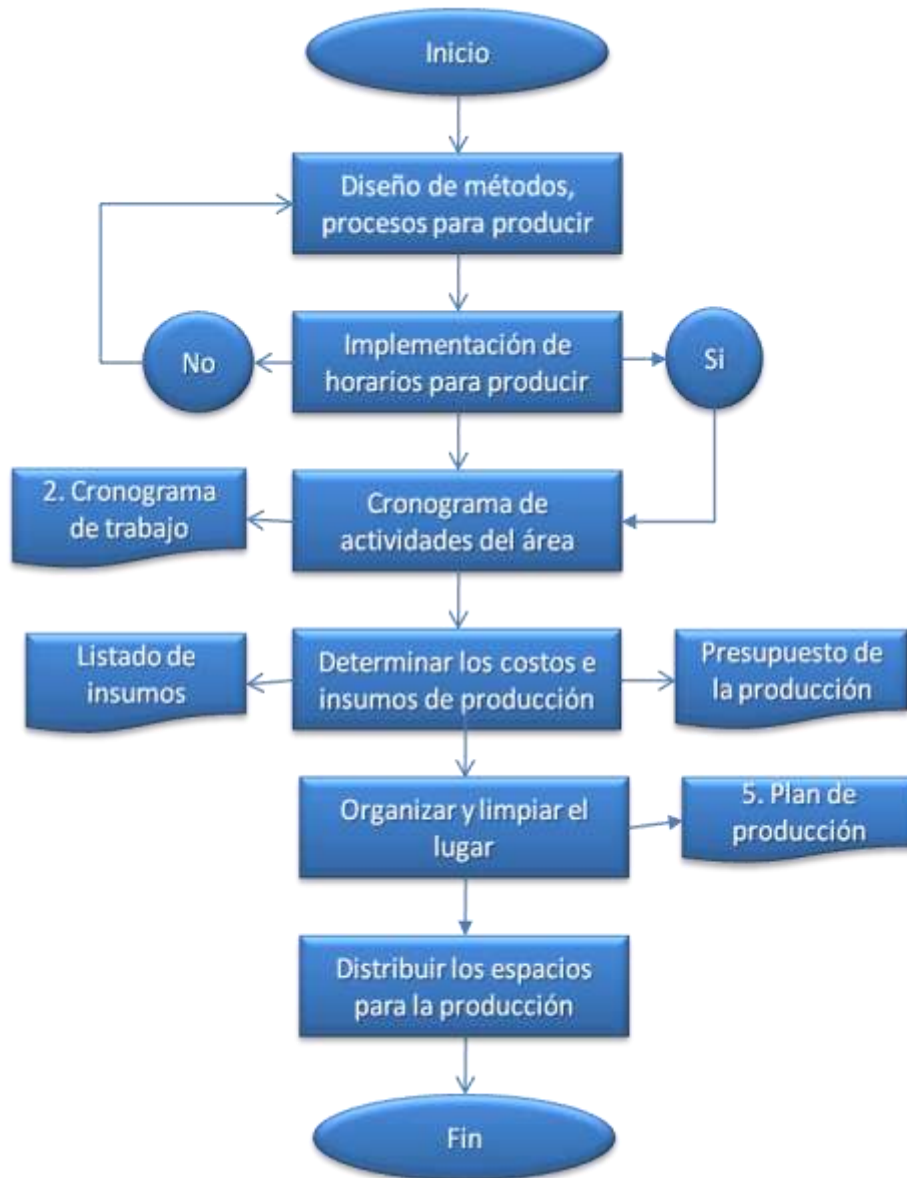 Inicio
Diseño de métodos,
procesos para producir
No
Implementación de
horarios para producir
Si
2. Cronograma
de trabajo
Cronograma de
actividades del área
Listado de
insumos
Determinar los costos e
insumos de producción
Presupuesto de
la producción
Organizar y limpiar el
lugar
5. Plan de
producción
Distribuir los espacios
para la producción
Fin